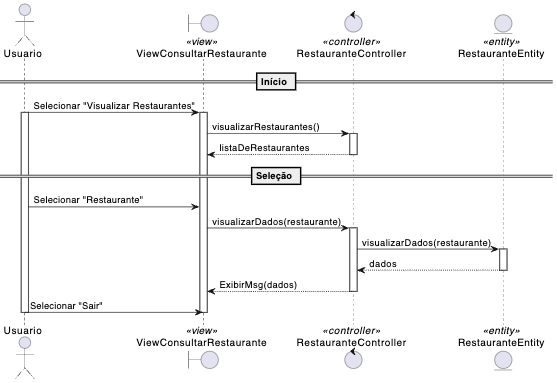 «view»
«controller»
«entity»
Usuario
ViewConsultarRestaurante
RestauranteController
RestauranteEntity
Início
Selecionar "Visualizar Restaurantes"
visualizarRestaurantes()
listaDeRestaurantes
Seleção
Selecionar "Restaurante"
visualizarDados(restaurante)
visualizarDados(restaurante)
dados
ExibirMsg(dados)
Selecionar "Sair"
Usuario
«view»
«controller»
«entity»
ViewConsultarRestaurante
RestauranteController
RestauranteEntity